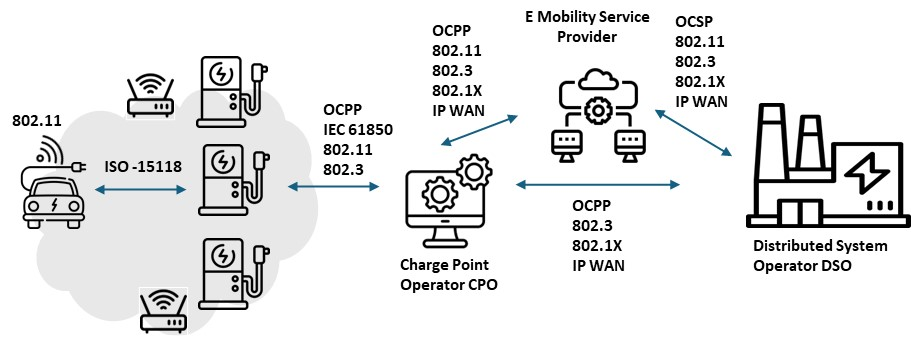 802.11
ISO -15118
OCPP
IEC 61850
802.11
802.3
OCPP
802.11
802.3
802.1X
IP WAN
Charge Point
Operator CPO
E Mobility Service
Provider
OCSP
802.11
802.3
802.1X
IP WAN
OCPP
802.3
802.1X
IP WAN
Distributed System
Operator DSO